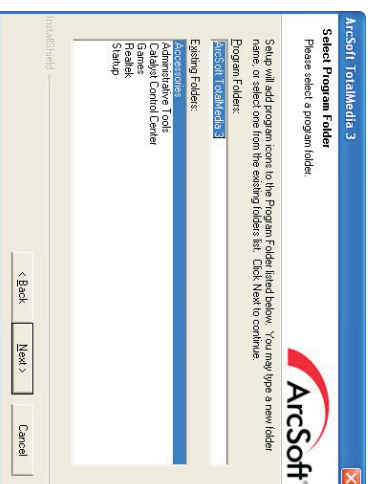 ArcSoft TotalMedia 3
Select Program Folder
Please select a program folder.
ArcSoft
Setup will add program icons to the Program Folder listed below. You may type a new folder
name, or select one from the existing folders list. Click Next to continue.
Program Folders:
ArcSoft TotalMedia 3
Existing Folders:
Accessories
Administrative Tools
Catalyst Control Center
Games
Realtek
Startup
InstallShield
< Back
Next >
Cancel